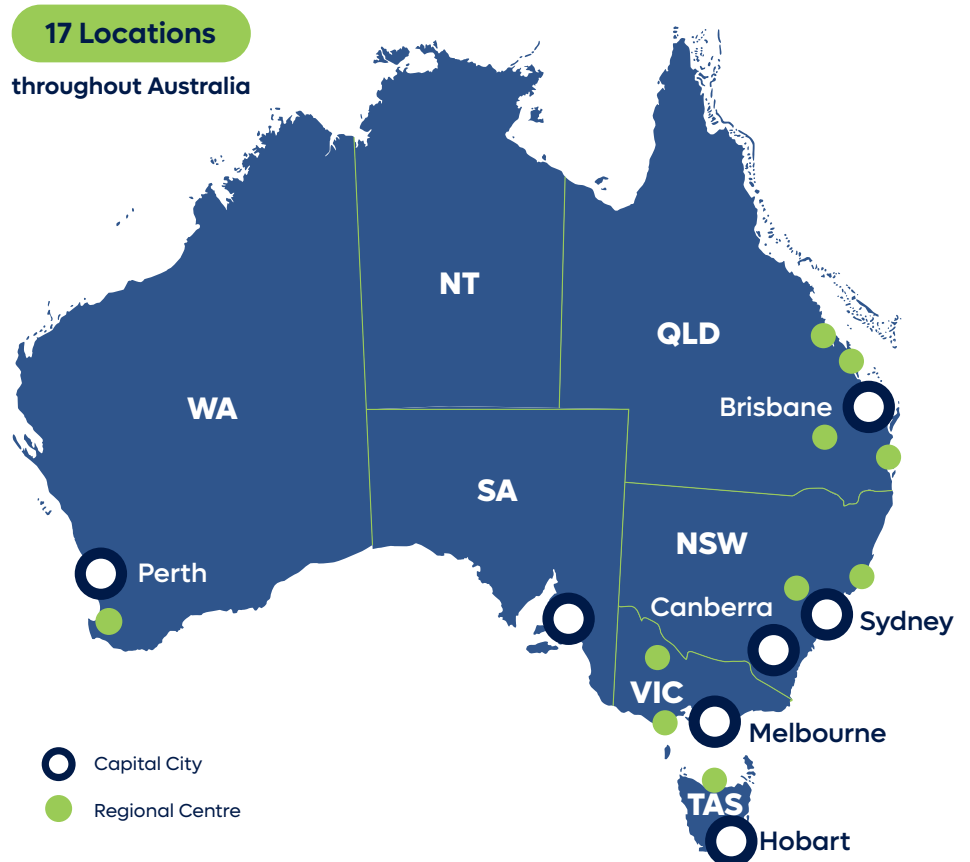 17 Locations
throughout Australia
NT
QLD
WA
Brisbane
SA
NSW
Perth
Canberra
Sydney
VIC
Melbourne
Capital City
TAS
Regional Centre
Hobart